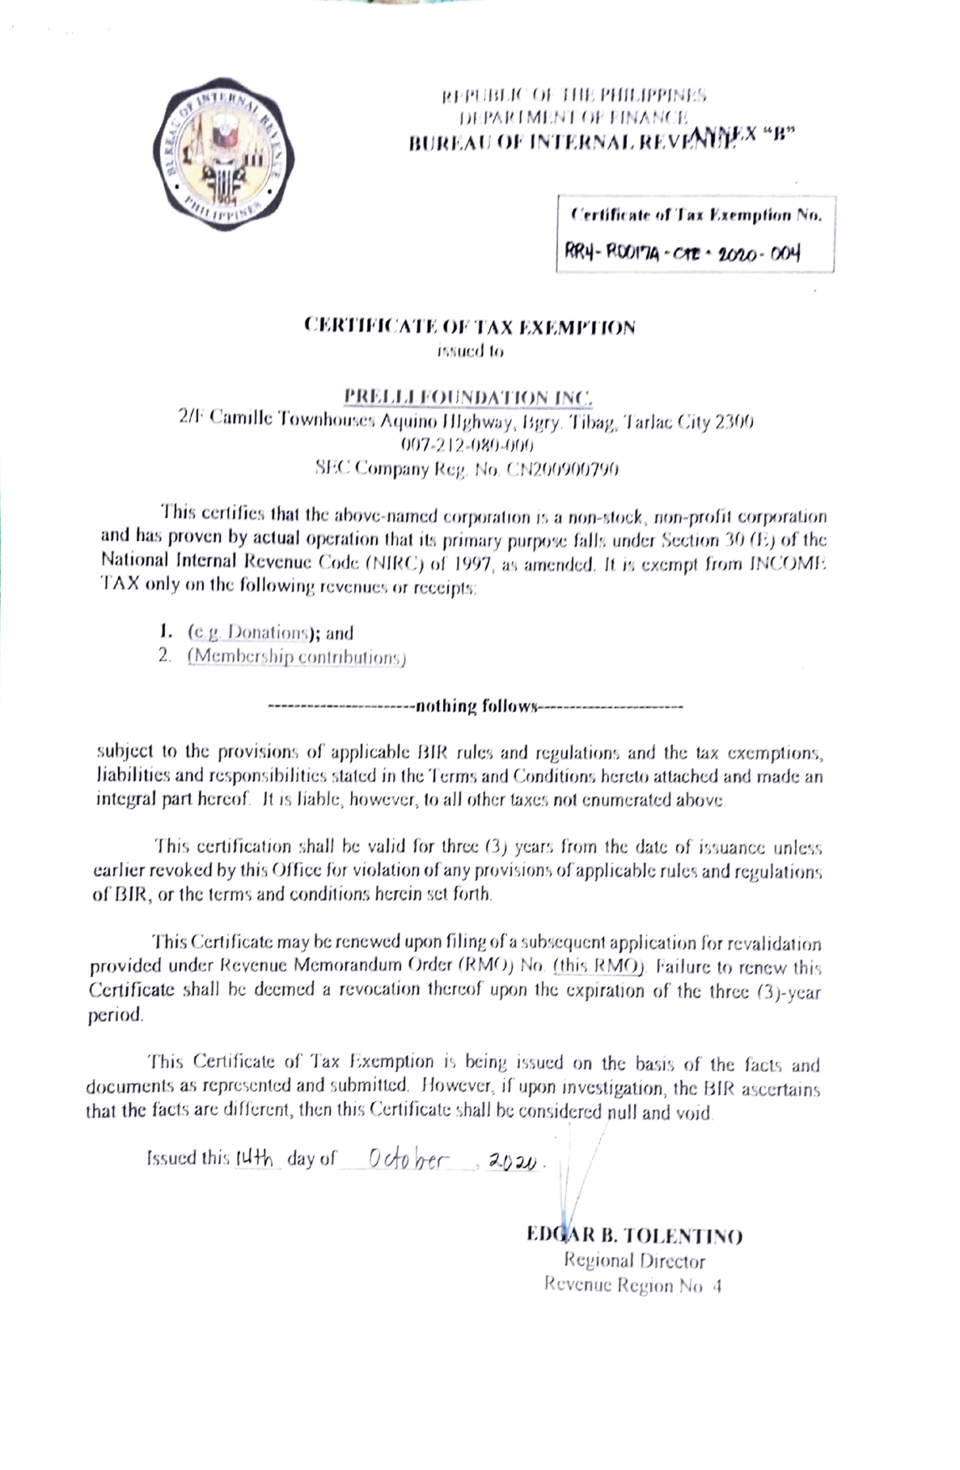 BUREAU OF INTERNAL REVENUE
1904
PHILIPPINES
REPUBLIC OF THE PHILIPPINES
DEPARTMENT OF FINANCE
BUREAU OF INTERNAL REVENUE
ANNEX "B"
Certificate of Tax Exemption No.
RR4-RD017A-CTE-2020-004
CERTIFICATE OF TAX EXEMPTION
issued to
PRELLI FOUNDATION INC.
2/F Camille Townhouses Aquino HIghway, Bgry. Tibag, Tarlac City 2300
007-212-080-000
SEC Company Reg. No. CN200900790
This certifies that the above-named corporation is a non-stock, non-profit corporation
and has proven by actual operation that its primary purpose falls under Section 30 (E) of the
National Internal Revenue Code (NIRC) of 1997, as amended. It is exempt from INCOME
TAX only on the following revenues or receipts:
1. (e.g. Donations); and
2. (Membership contributions)
-----------------------nothing follows-----------------------
subject to the provisions of applicable BIR rules and regulations and the tax exemptions,
liabilities and responsibilities stated in the Terms and Conditions hereto attached and made an
integral part hereof. It is liable, however, to all other taxes not enumerated above.
This certification shall be valid for three (3) years from the date of issuance unless
earlier revoked by this Office for violation of any provisions of applicable rules and regulations
of BIR, or the terms and conditions herein set forth.
This Certificate may be renewed upon filing of a subsequent application for revalidation
provided under Revenue Memorandum Order (RMO) No. (this RMO). Failure to renew this
Certificate shall be deemed a revocation thereof upon the expiration of the three (3)-year
period.
This Certificate of Tax Exemption is being issued on the basis of the facts and
documents as represented and submitted. However, if upon investigation, the BIR ascertains
that the facts are different, then this Certificate shall be considered null and void.
Issued this 14th day of October, 2020.
EDGAR B. TOLENTINO
Regional Director
Revenue Region No. 4